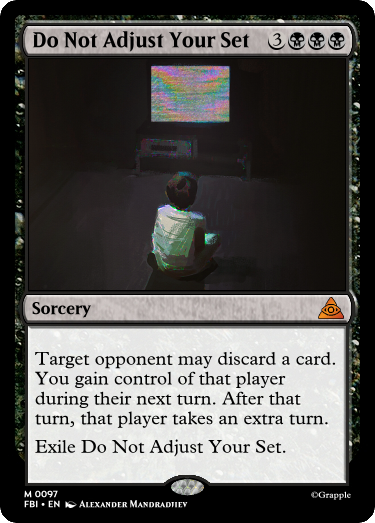 Do Not Adjust Your Set 3
Sorcery
Target opponent may discard a card.
You gain control of that player
during their next turn. After that
turn, that player takes an extra turn.
Exile Do Not Adjust Your Set.
M 0097
©Grapple
FBI • EN Alexander Mandradjiev